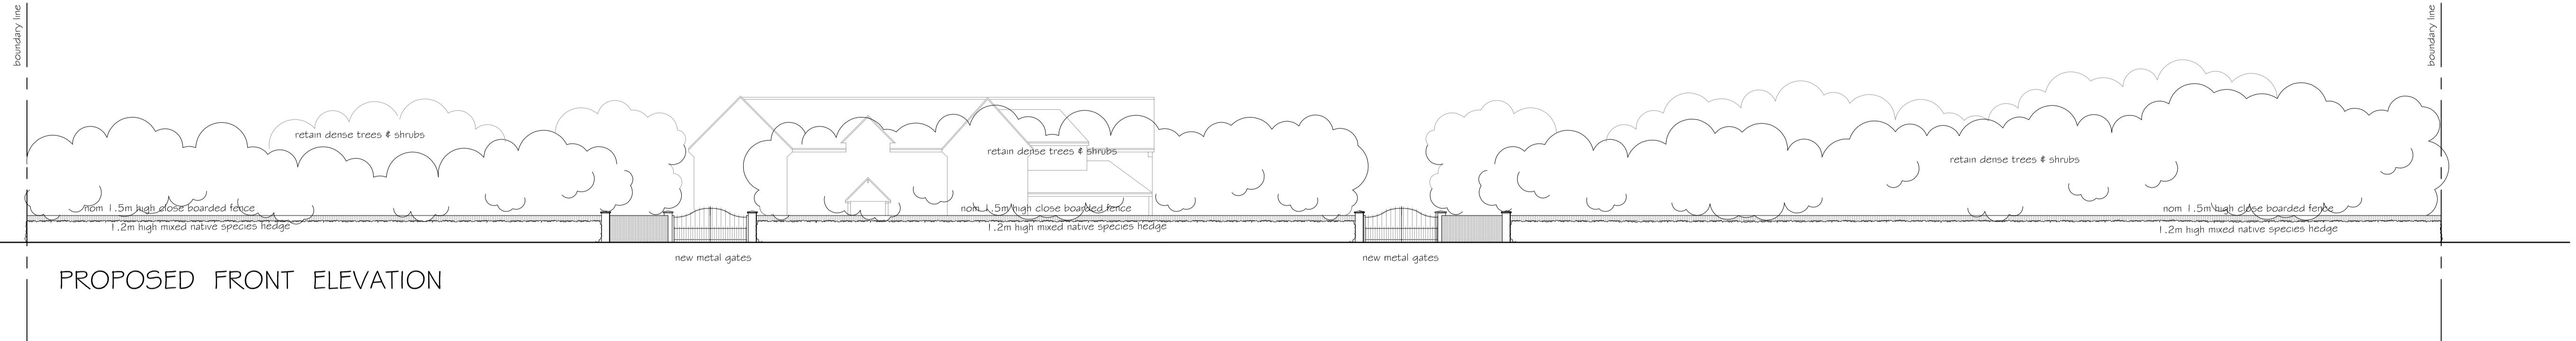 boundary line
boundary line
retain dense trees & shrubs
retain dense trees & shrubs
retain dense trees & shrubs
nom 1.5m high close boarded fence
nom 1.5m high close boarded fence
nom 1.5m high close boarded fence
1.2m high mixed native species hedge
1.2m high mixed native species hedge
1.2m high mixed native species hedge
new metal gates
new metal gates
PROPOSED FRONT ELEVATION